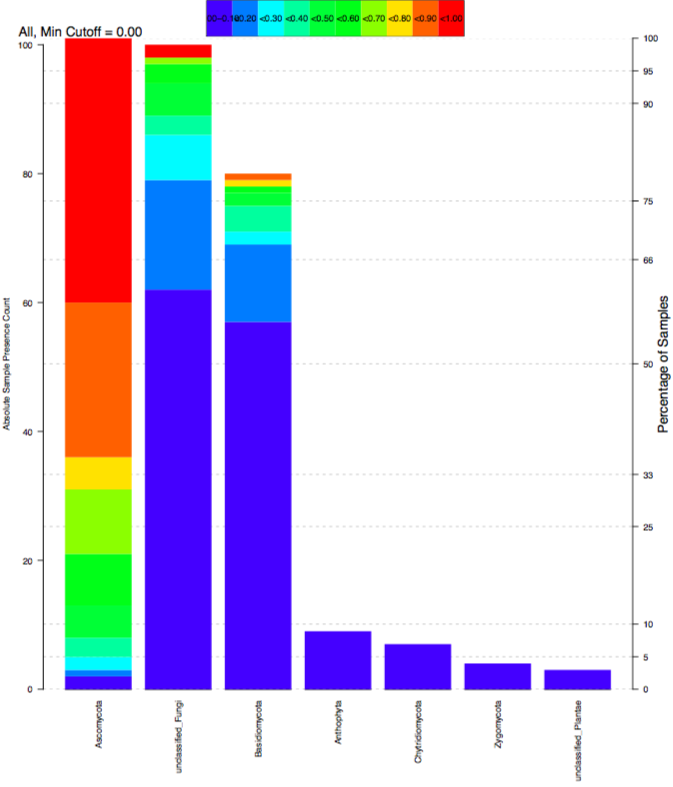 <0.20 <0.30 <0.40 <0.50 <0.60 <0.70 <0.80 <0.90 <1.00
All, Min Cutoff = 0.00
100
80
60
40
20
0
Absolute Sample Presence Count
100
95
90
75
66
50
33
25
10
5
0
Percentage of Samples
Ascomycota
unclassified_Fungi
Basidiomycota
Anthophyta
Chytridiomycota
Zygomycota
unclassified_Plantae